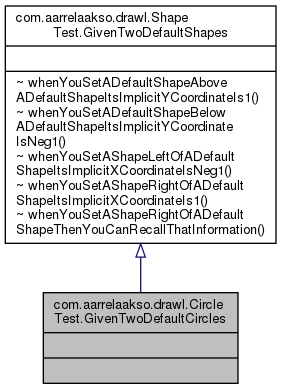 com.aarrelaakso.drawl.Shape
Test.GivenTwoDefaultShapes
~ whenYouSetADefaultShapeAbove
ADefaultShapeItsImplicitYCoordinateIs1()
~ whenYouSetADefaultShapeBelow
ADefaultShapeItsImplicitYCoordinate
IsNeg1()
~ whenYouSetAShapeLeftOfADefault
ShapeItsImplicitXCoordinateIsNeg1()
~ whenYouSetAShapeRightOfADefault
ShapeItsImplicitXCoordinateIs1()
~ whenYouSetAShapeRightOfADefault
ShapeThenYouCanRecallThatInformation()
com.aarrelaakso.drawl.Circle
Test.GivenTwoDefaultCircles